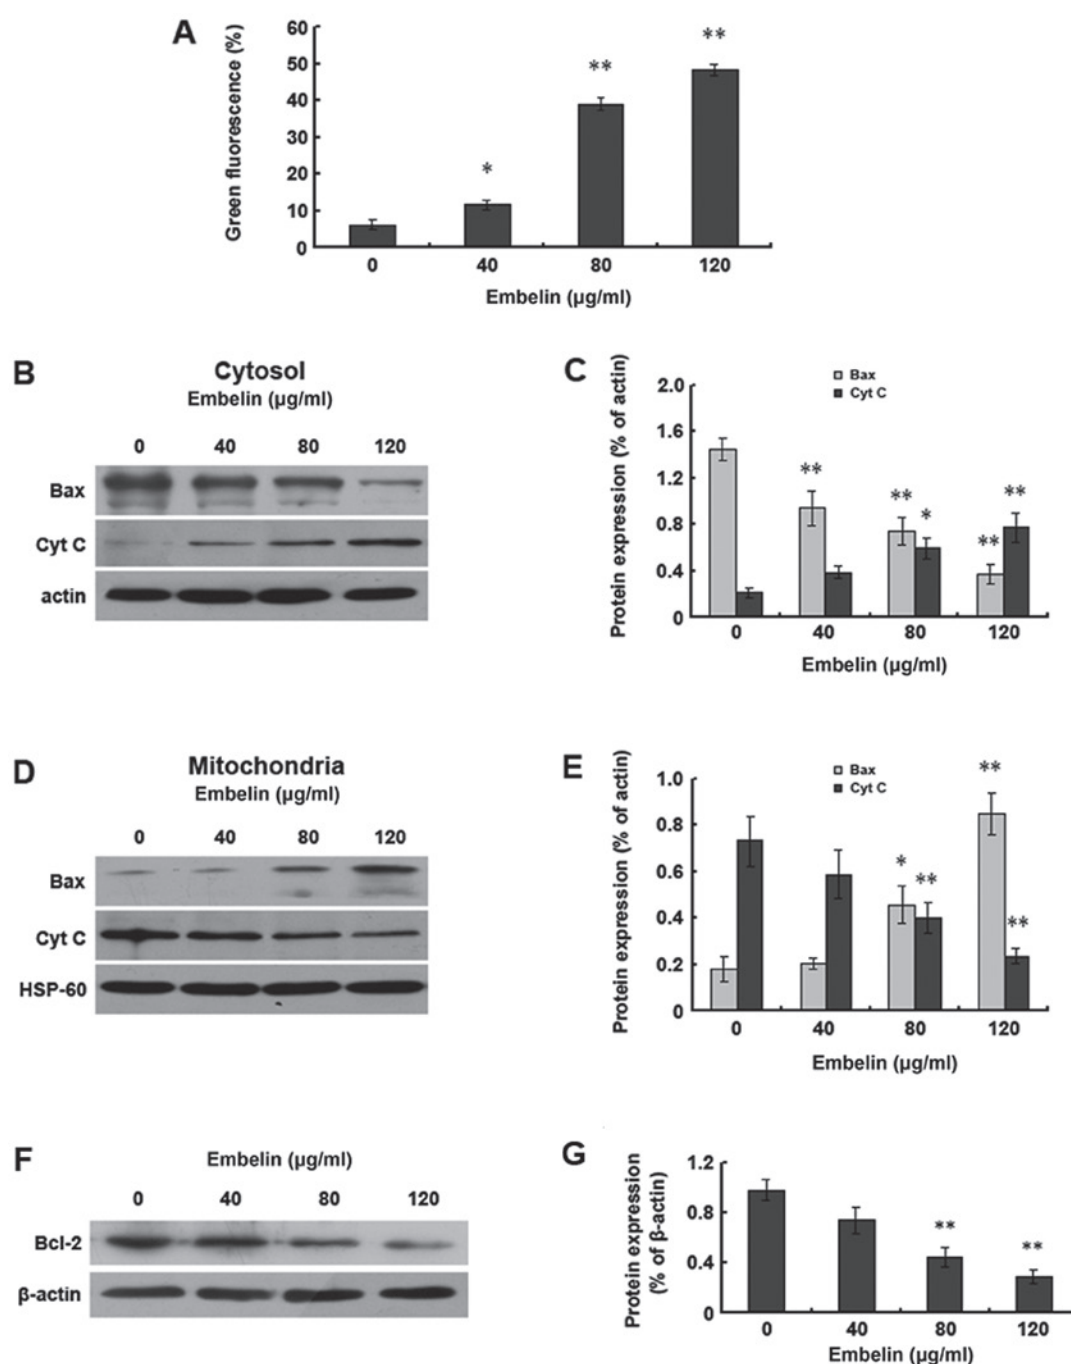 A
Green fluorescence (%)
60
50
40
30
20
10
0
*
**
**
0 40 80 120
Embelin (μg/ml)
B
Cytosol
Embelin (μg/ml)
0 40 80 120
Bax
Cyt C
actin
C
Protein expression (% of actin)
Bax
Cyt C
2.0
1.6
1.2
0.8
0.4
0
**
** *
** **
0 40 80 120
Embelin (μg/ml)
D
Mitochondria
Embelin (μg/ml)
0 40 80 120
Bax
Cyt C
HSP-60
E
Protein expression (% of actin)
Bax
Cyt C
1.0
0.8
0.6
0.4
0.2
0
* **
** **
0 40 80 120
Embelin (μg/ml)
F
Embelin (μg/ml)
0 40 80 120
Bcl-2
β-actin
G
Protein expression
(% of β-actin)
1.2
0.8
0.4
0
**
**
0 40 80 120
Embelin (μg/ml)